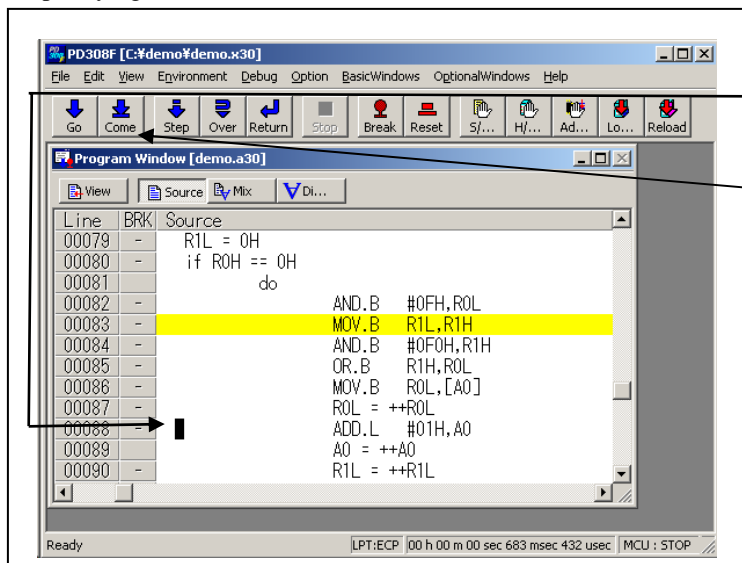 PD308F [C:¥demo¥demo.x30]
File Edit View Environment Debug Option BasicWindows OptionalWindows Help
Go Come Step Over Return Stop Break Reset S/... H/... Ad... Lo... Reload
Program Window [demo.a30]
View Source Mix Di...
Line BRK Source
00079 - R1L = 0H
00080 - if R0H == 0H
00081 do
00082 - AND.B #0FH,R0L
00083 - MOV.B R1L,R1H
00084 - AND.B #0F0H,R1H
00085 - OR.B R1H,R0L
00086 - MOV.B R0L,[A0]
00087 - R0L = ++R0L
00088 - ADD.L #01H,A0
00089 A0 = ++A0
00090 - R1L = ++R1L
Ready LPT:ECP 00 h 00 m 00 sec 683 msec 432 usec MCU : STOP